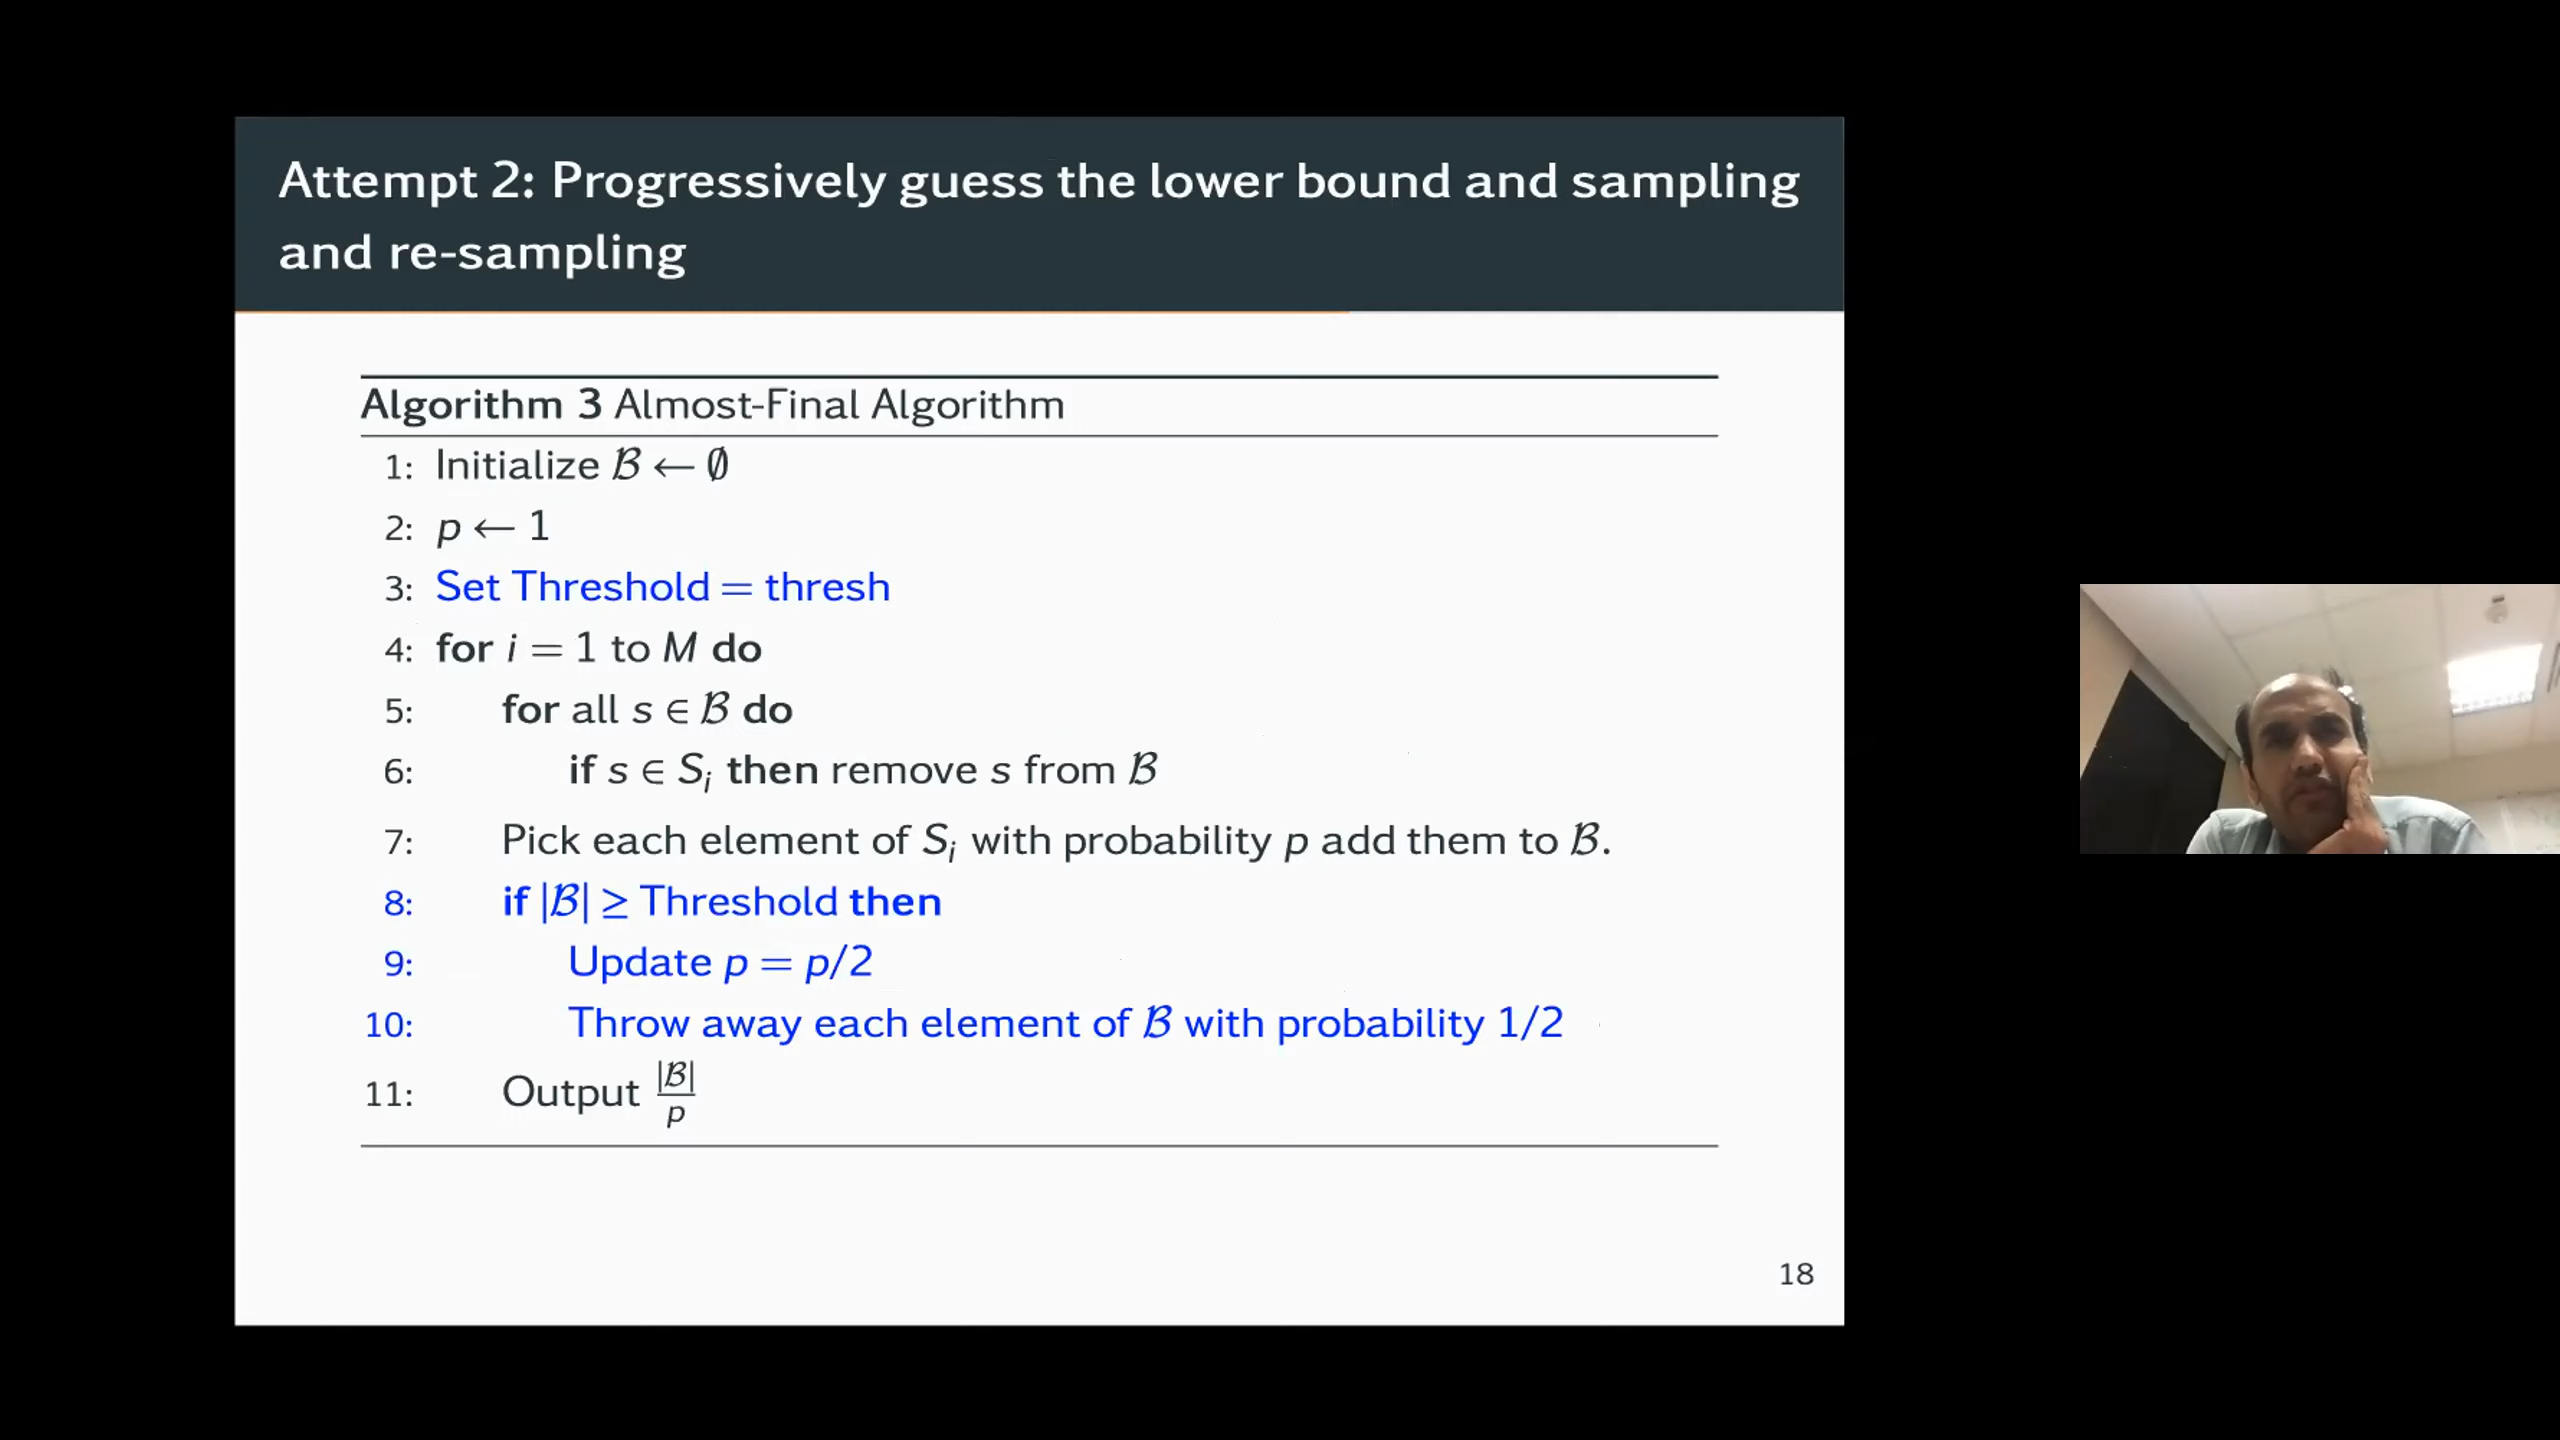 Attempt 2: Progressively guess the lower bound and sampling
and re-sampling
Algorithm 3 Almost-Final Algorithm
1: Initialize ℬ ← ∅
2: p ← 1
3: Set Threshold = thresh
4: for i = 1 to M do
5: for all s ∈ ℬ do
6: if s ∈ Sᵢ then remove s from ℬ
7: Pick each element of Sᵢ with probability p add them to ℬ.
8: if |ℬ| ≥ Threshold then
9: Update p = p/2
10: Throw away each element of ℬ with probability 1/2
11: Output |ℬ|/p
18